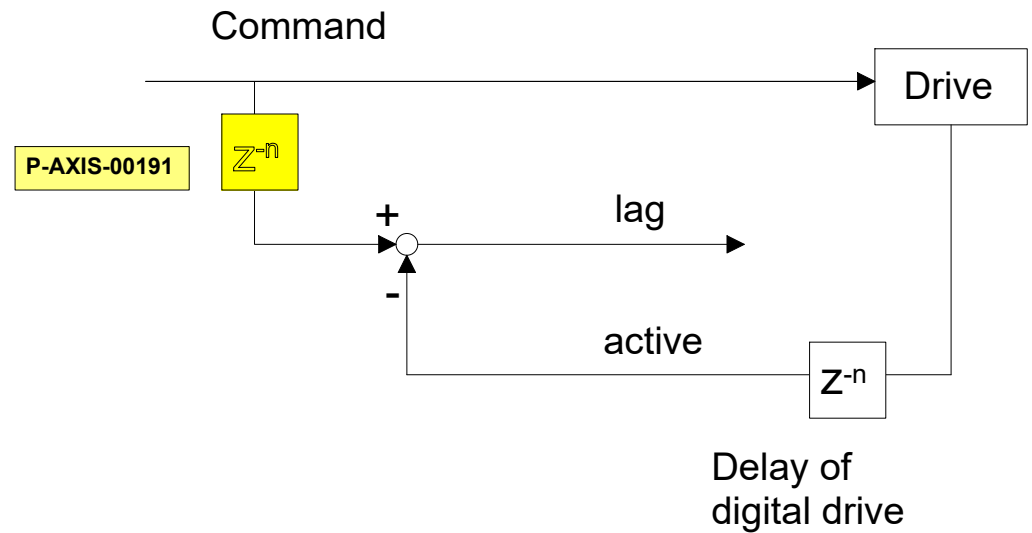 Command
Drive
P-AXIS-00191
Z-n
+
lag
-
active
Z-n
Delay of
digital drive